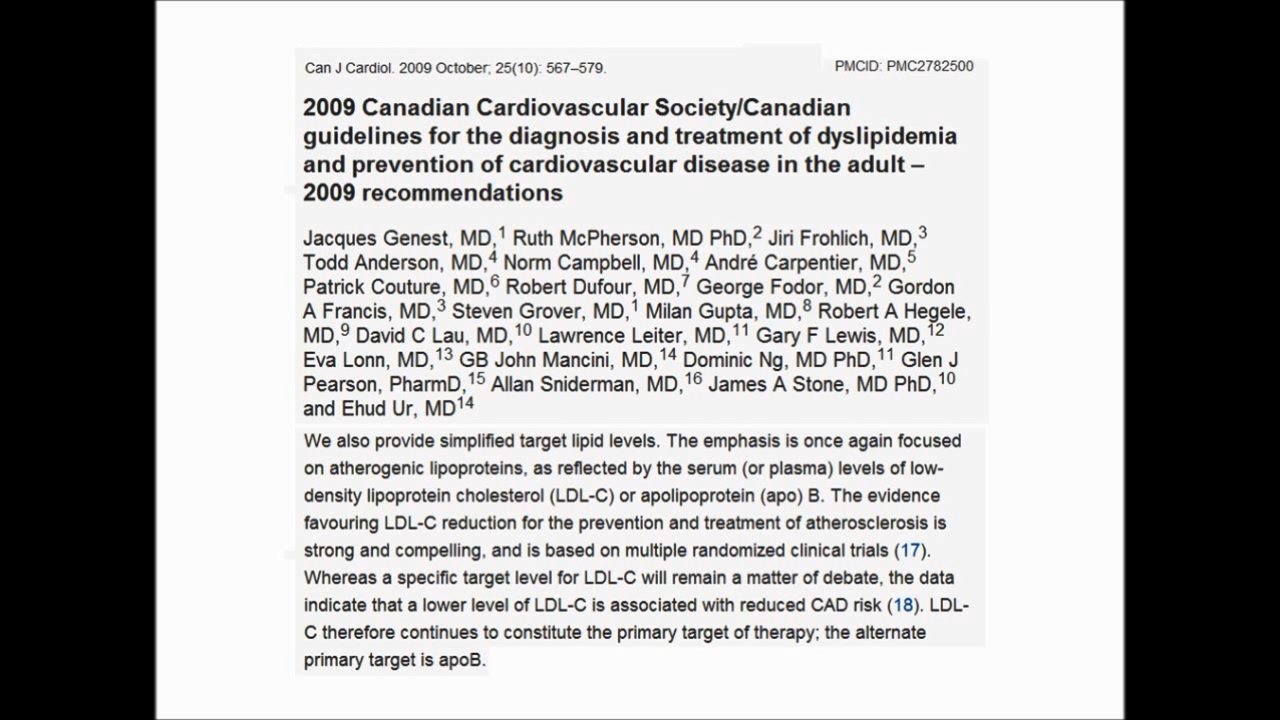 Can J Cardiol. 2009 October; 25(10): 567–579.
PMCID: PMC2782500
2009 Canadian Cardiovascular Society/Canadian
guidelines for the diagnosis and treatment of dyslipidemia
and prevention of cardiovascular disease in the adult –
2009 recommendations
Jacques Genest, MD,1 Ruth McPherson, MD PhD,2 Jiri Frohlich, MD,3
Todd Anderson, MD,4 Norm Campbell, MD,4 André Carpentier, MD,5
Patrick Couture, MD,6 Robert Dufour, MD,7 George Fodor, MD,2 Gordon
A Francis, MD,3 Steven Grover, MD,1 Milan Gupta, MD,8 Robert A Hegele,
MD,9 David C Lau, MD,10 Lawrence Leiter, MD,11 Gary F Lewis, MD,12
Eva Lonn, MD,13 GB John Mancini, MD,14 Dominic Ng, MD PhD,11 Glen J
Pearson, PharmD,15 Allan Sniderman, MD,16 James A Stone, MD PhD,10
and Ehud Ur, MD14
We also provide simplified target lipid levels. The emphasis is once again focused
on atherogenic lipoproteins, as reflected by the serum (or plasma) levels of low-
density lipoprotein cholesterol (LDL-C) or apolipoprotein (apo) B. The evidence
favouring LDL-C reduction for the prevention and treatment of atherosclerosis is
strong and compelling, and is based on multiple randomized clinical trials (17).
Whereas a specific target level for LDL-C will remain a matter of debate, the data
indicate that a lower level of LDL-C is associated with reduced CAD risk (18). LDL-
C therefore continues to constitute the primary target of therapy; the alternate
primary target is apoB.